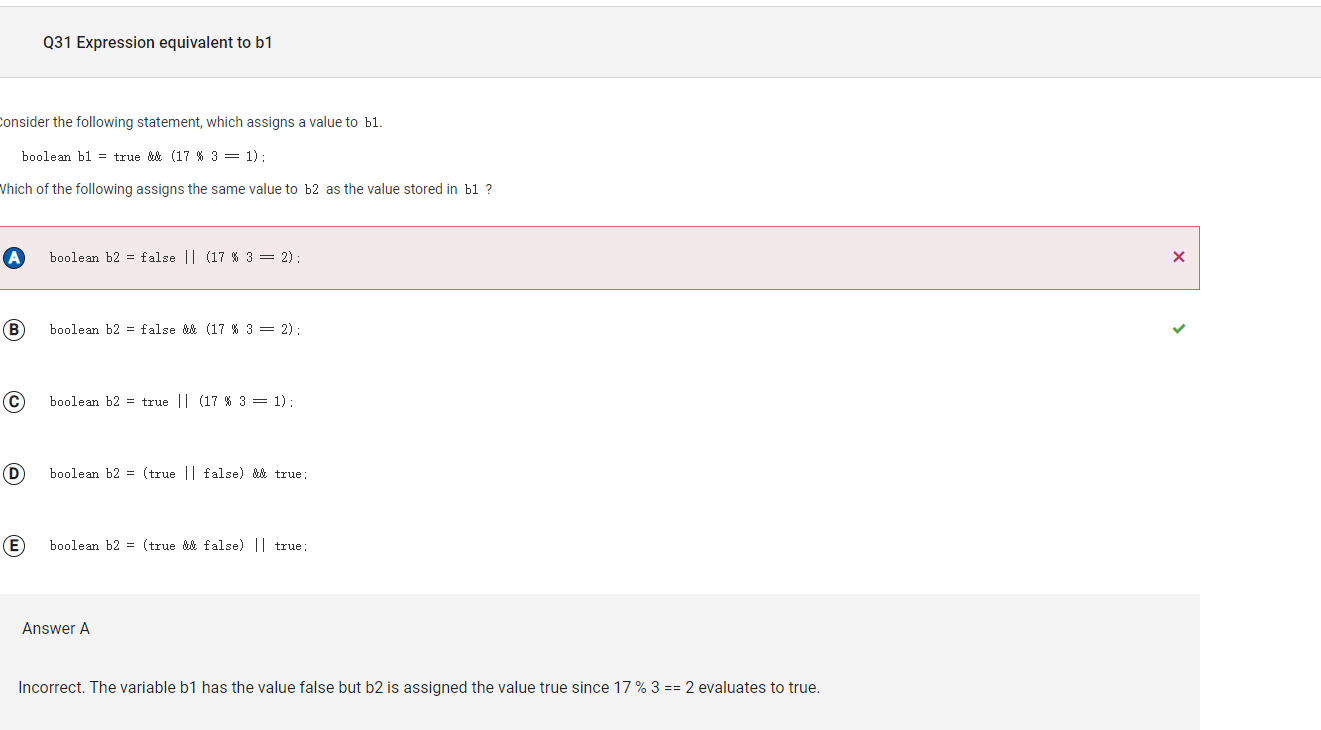 Q31 Expression equivalent to b1
Consider the following statement, which assigns a value to b1.
boolean b1 = true && (17 % 3 == 1);
Which of the following assigns the same value to b2 as the value stored in b1 ?
A boolean b2 = false || (17 % 3 == 2);
B boolean b2 = false && (17 % 3 == 2);
C boolean b2 = true || (17 % 3 == 1);
D boolean b2 = (true || false) && true;
E boolean b2 = (true && false) || true;
Answer A
Incorrect. The variable b1 has the value false but b2 is assigned the value true since 17 % 3 == 2 evaluates to true.